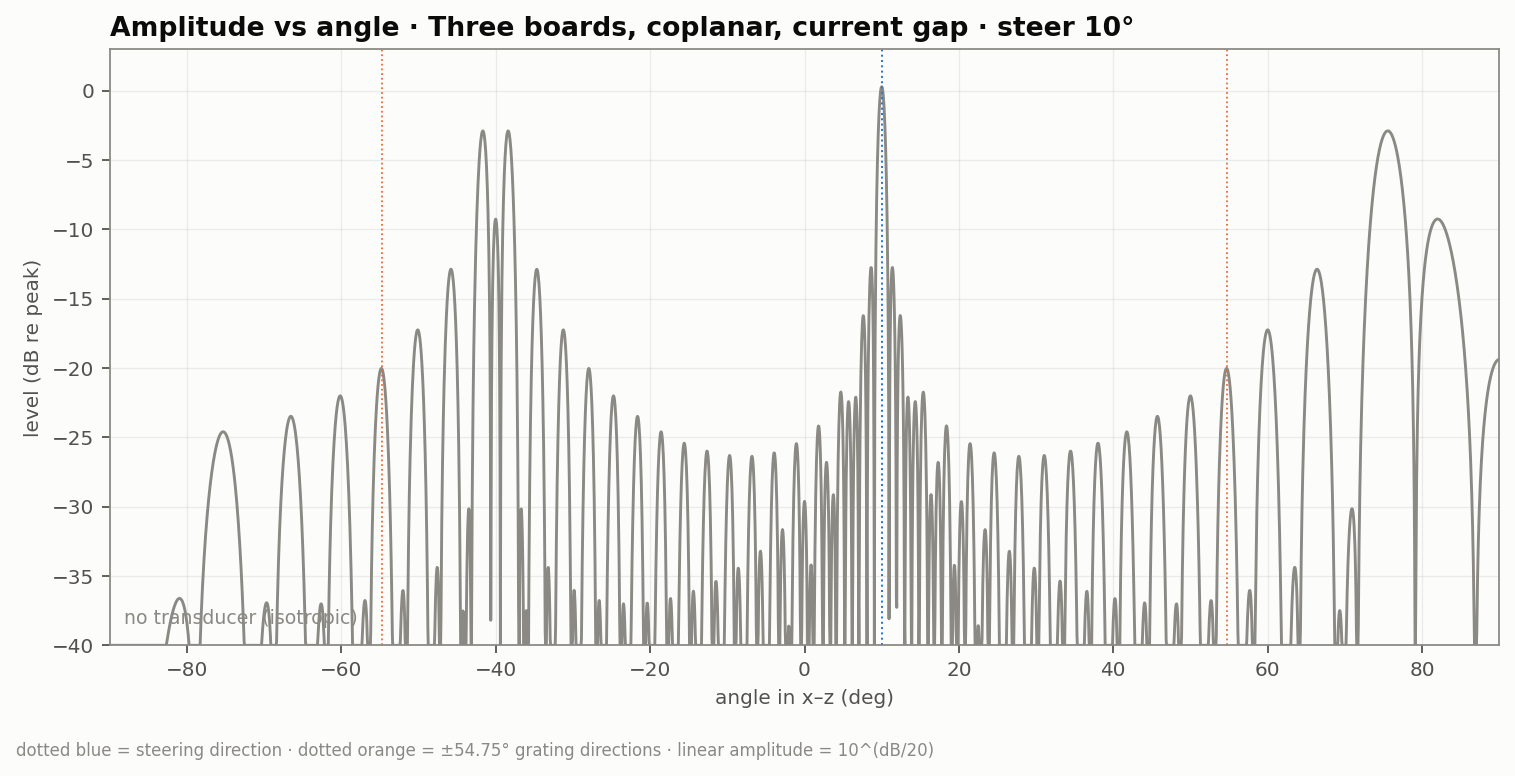 Amplitude vs angle · Three boards, coplanar, current gap · steer 10°
0
−5
−10
−15
−20
−25
−30
−35
−40
level (dB re peak)
no transducer (isotropic)
−80 −60 −40 −20 0 20 40 60 80
angle in x–z (deg)
dotted blue = steering direction · dotted orange = ±54.75° grating directions · linear amplitude = 10^(dB/20)